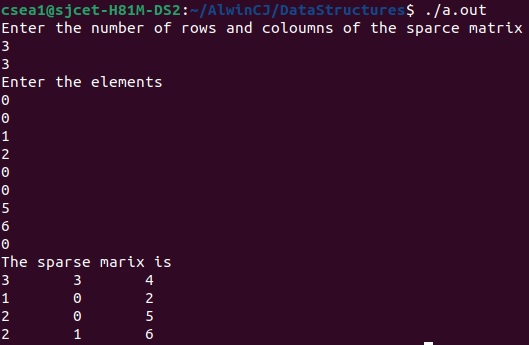 csea1@sjcet-H81M-DS2:~/AlwinCJ/DataStructures$ ./a.out
Enter the number of rows and coloumns of the sparce matrix
3
3
Enter the elements
0
0
1
2
0
0
5
6
0
The sparse marix is
3 3 4
1 0 2
2 0 5
2 1 6